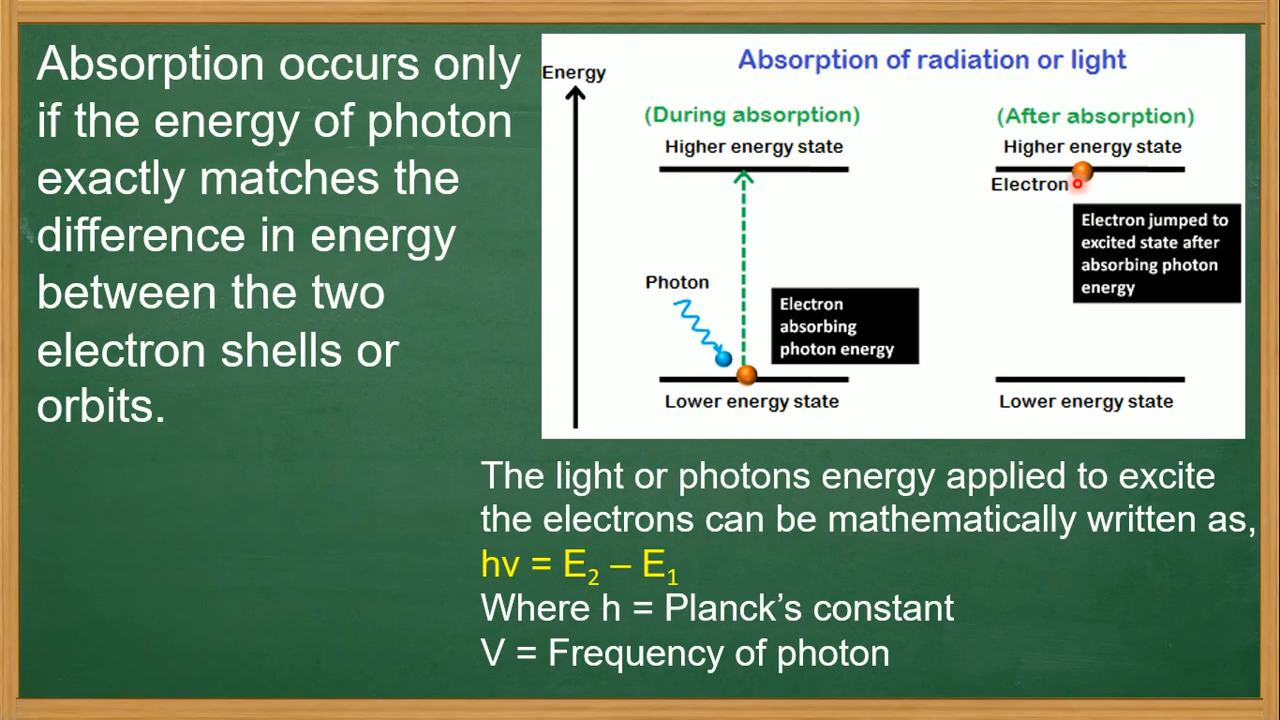 Absorption occurs only
if the energy of photon
exactly matches the
difference in energy
between the two
electron shells or
orbits.
Absorption of radiation or light
Energy
(During absorption)
Higher energy state
Photon
Electron
absorbing
photon energy
Lower energy state
(After absorption)
Higher energy state
Electron
Electron jumped to
excited state after
absorbing photon
energy
Lower energy state
The light or photons energy applied to excite
the electrons can be mathematically written as,
hv = E₂ – E₁
Where h = Planck’s constant
V = Frequency of photon